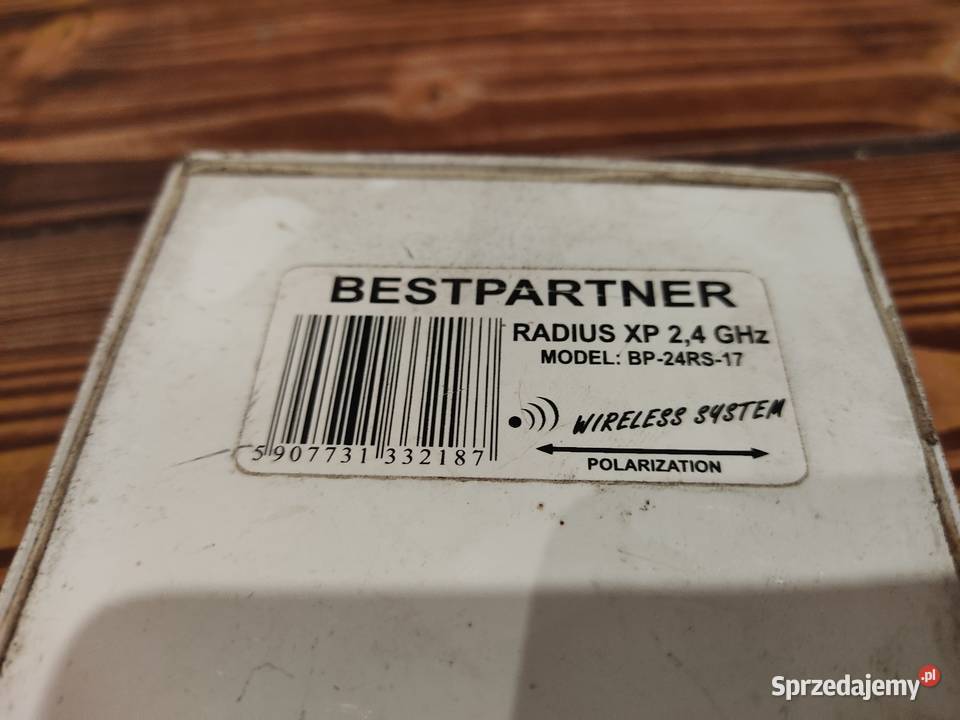 BESTPARTNER
RADIUS XP 2,4 GHz
MODEL: BP-24RS-17
WIRELESS SYSTEM
5 907731 332187
POLARIZATION
Sprzedajemy.pl